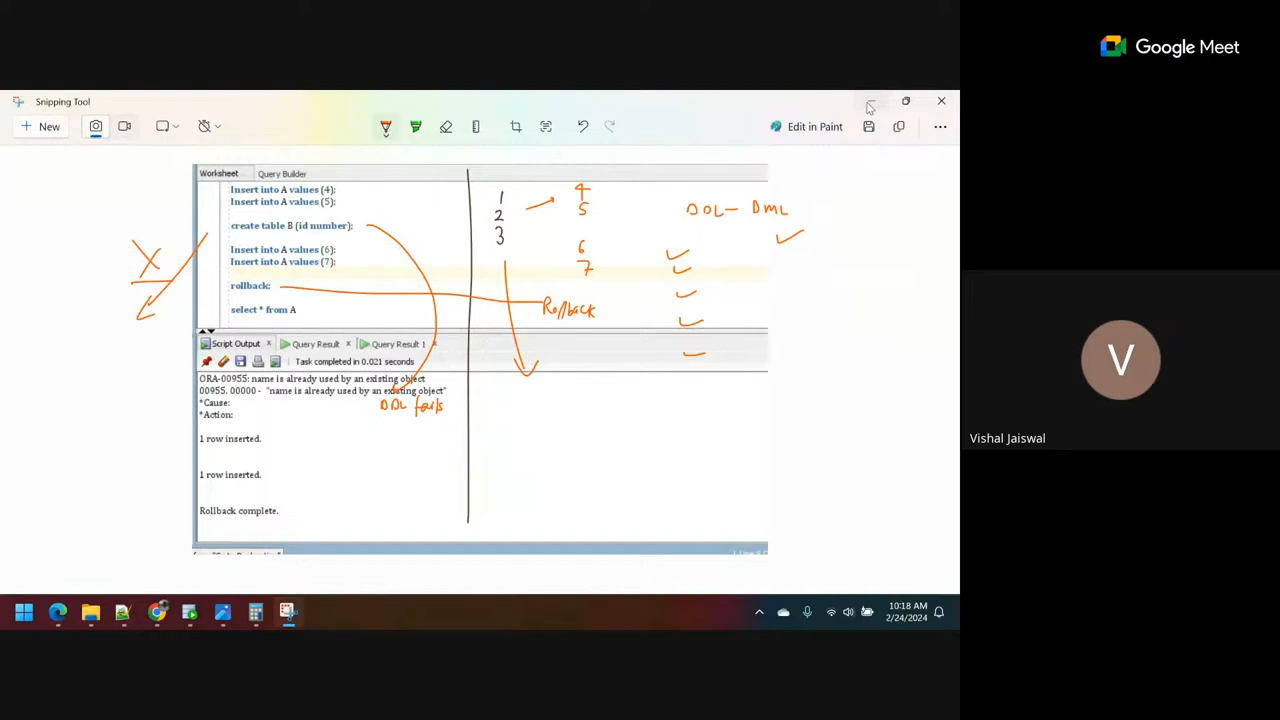 Google Meet
Snipping Tool
New
Edit in Paint
Worksheet
Query Builder
Insert into A values (4);
Insert into A values (5);
create table B (id number);
Insert into A values (6);
Insert into A values (7);
rollback;
select * from A
1
2
3
4
5
6
7
Rollback
DDL - DML
X
Script Output
Query Result
Query Result 1
Task completed in 0.021 seconds
ORA-00955: name is already used by an existing object
00955. 00000 - "name is already used by an existing object"
*Cause:
*Action:
DDL fails
1 row inserted.
1 row inserted.
Rollback complete.
V
Vishal Jaiswal
10:18 AM
2/24/2024